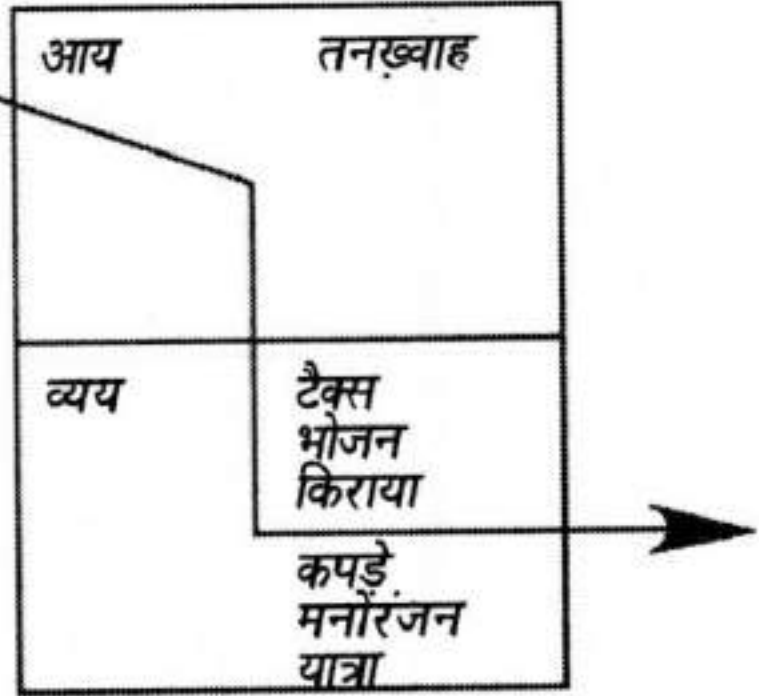 आय तनख़्वाह
व्यय टैक्स
भोजन
किराया
कपड़े
मनोरंजन
यात्रा